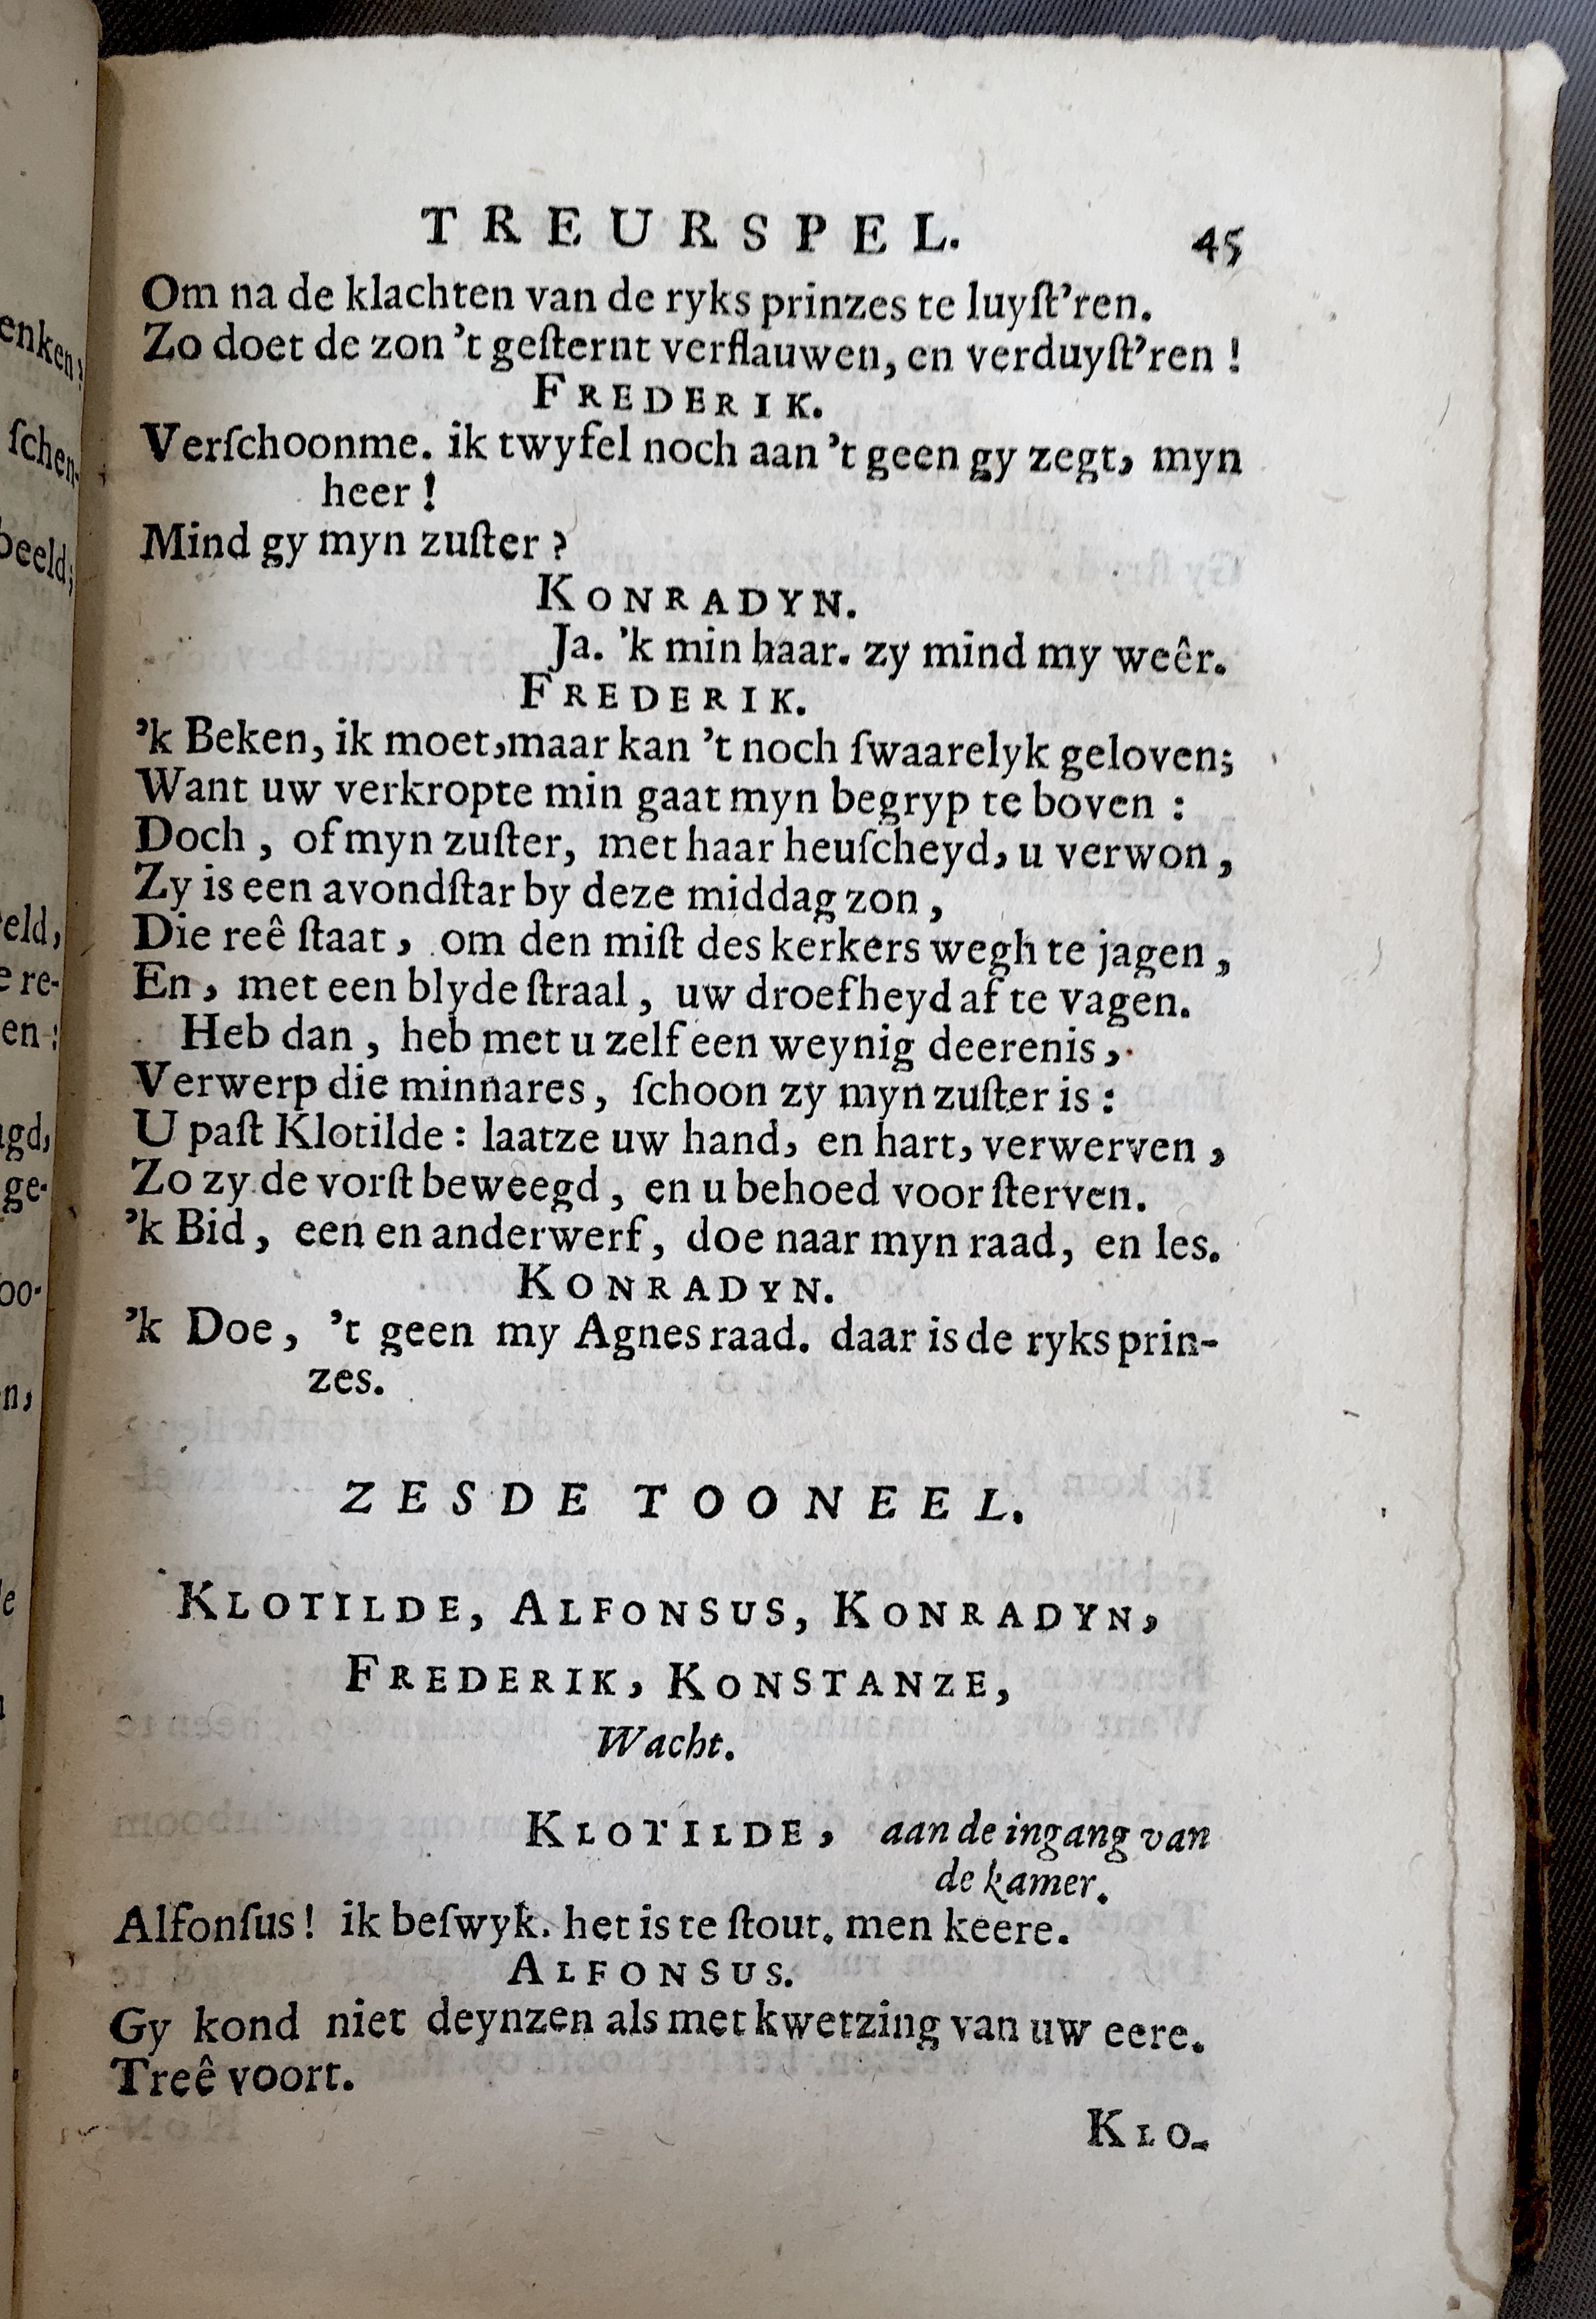 TREURSPEL. 45
Om na de klachten van de ryks prinzes te luyſt’ren.
Zo doet de zon ’t geſternt verflauwen, en verduyſt’ren !
FREDERIK.
Verſchoonme. ik twyfel noch aan ’t geen gy zegt, myn
heer !
Mind gy myn zuſter ?
KONRADYN.
Ja. ’k min haar. zy mind my weêr.
FREDERIK.
’k Beken, ik moet, maar kan ’t noch ſwaarelyk geloven;
Want uw verkropte min gaat myn begryp te boven :
Doch , of myn zuſter, met haar heuſcheyd, u verwon ,
Zy is een avondſtar by deze middag zon ,
Die reê ſtaat , om den miſt des kerkers wegh te jagen ,
En , met een blyde ſtraal , uw droefheyd af te vagen.
Heb dan , heb met u zelf een weynig deerenis ,
Verwerp die minnares , ſchoon zy myn zuſter is :
U paſt Klotilde : laatze uw hand, en hart, verwerven ,
Zo zy de vorſt beweegd , en u behoed voor ſterven.
’k Bid , een en anderwerf , doe naar myn raad, en les.
KONRADYN.
’k Doe , ’t geen my Agnes raad. daar is de ryks prin-
zes.
ZESDE TOONEEL.
KLOTILDE, ALFONSUS, KONRADYN,
FREDERIK, KONSTANZE,
Wacht.
KLOTILDE, aan de ingang van
de kamer.
Alfonſus ! ik beſwyk. het is te ſtout. men keere.
ALFONSUS.
Gy kond niet deynzen als met kwetzing van uw eere.
Treê voort.
KLO-
enken ?
ſchen-
beeld;
eld,
e re-
en :
gd,
ge-
oo-
n,
e